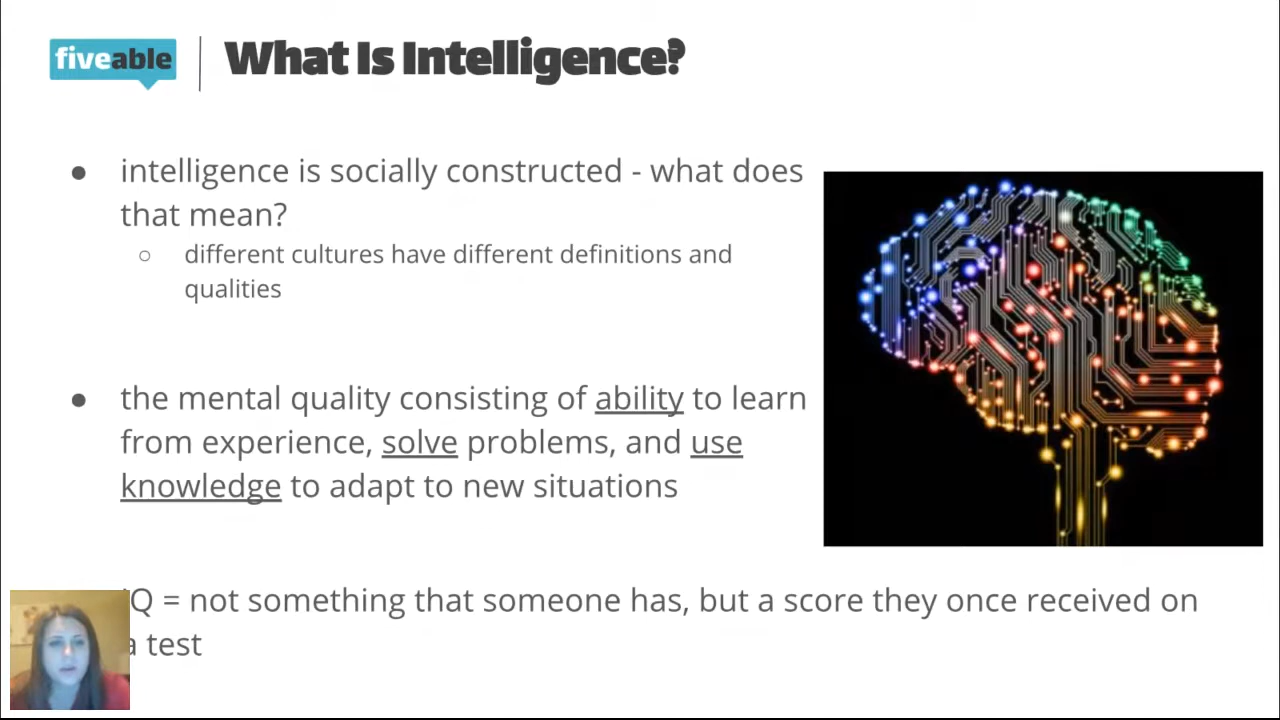 fiveable
What Is Intelligence?
● intelligence is socially constructed - what does
that mean?
○ different cultures have different definitions and
qualities
● the mental quality consisting of ability to learn
from experience, solve problems, and use
knowledge to adapt to new situations
Q = not something that someone has, but a score they once received on
a test